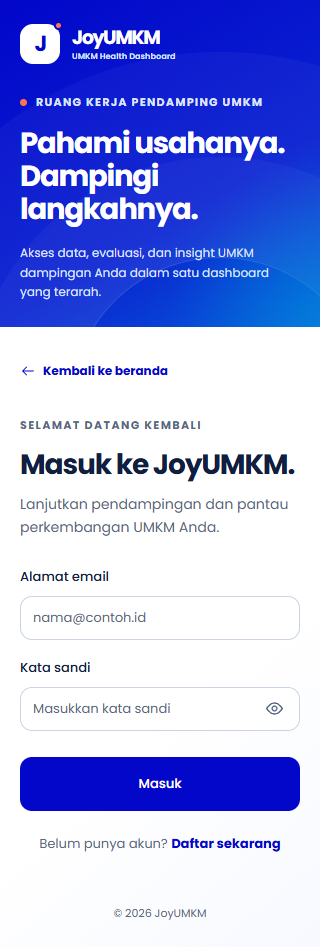 J
JoyUMKM
UMKM Health Dashboard
RUANG KERJA PENDAMPING UMKM
Pahami usahanya.
Dampingi
langkahnya.
Akses data, evaluasi, dan insight UMKM
dampingan Anda dalam satu dashboard
yang terarah.
Kembali ke beranda
SELAMAT DATANG KEMBALI
Masuk ke JoyUMKM.
Lanjutkan pendampingan dan pantau
perkembangan UMKM Anda.
Alamat email
nama@contoh.id
Kata sandi
Masukkan kata sandi
Masuk
Belum punya akun? Daftar sekarang
© 2026 JoyUMKM